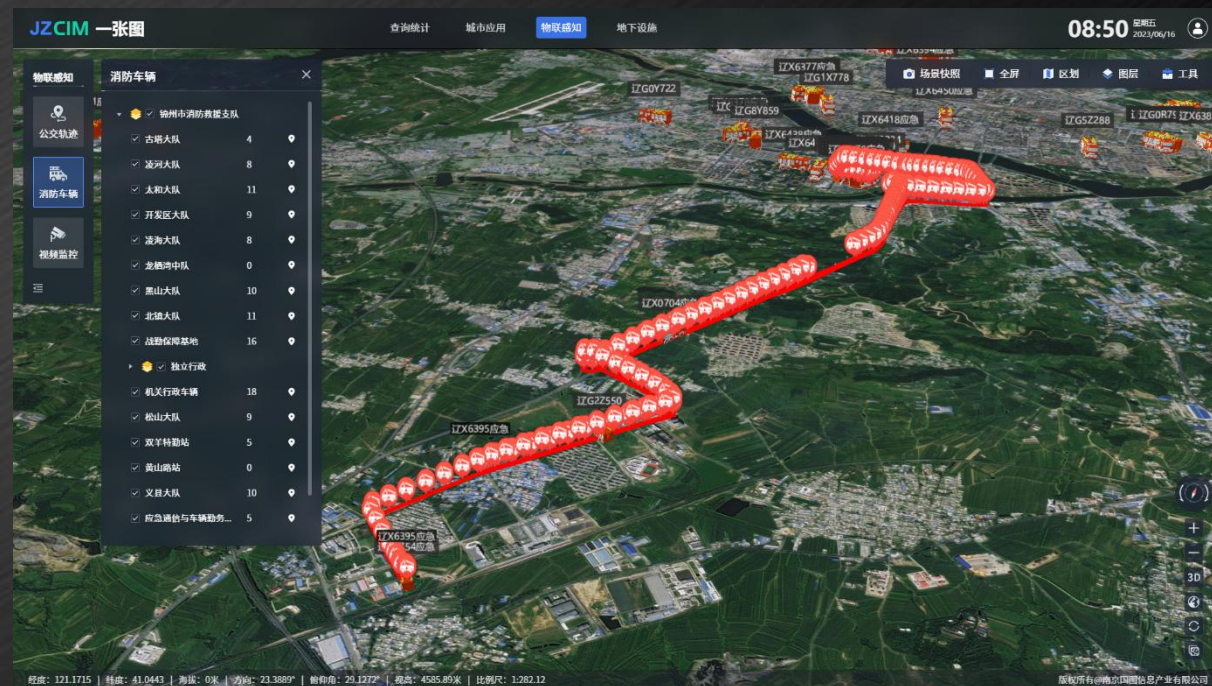 JZCIM 一张图
查询统计 城市应用 物联感知 地下设施
08:50 星期五
2023/06/16
物联感知
公交轨迹
消防车辆
视频监控
消防车辆
锦州市消防救援支队
古塔大队 4
凌河大队 8
太和大队 11
开发区大队 9
凌海大队 8
龙栖湾中队 0
黑山大队 10
北镇大队 11
战勤保障基地 16
独立行政
机关行政车辆 18
松山大队 9
双羊特勤站 5
黄山路站 0
义县大队 10
应急通信与车辆勤务... 5
场景快照 全屏 区划 图层 工具
辽X6377应急
辽G1X778
辽X6450应急
辽G0Y722
辽G8Y859
辽X6418应急
辽G5Z288
辽G0R7
辽X638
辽X64
辽X0704应
辽G2Z550
辽X6395应急
辽X6395应急
54应急
3D
经度：121.1715 | 纬度：41.0443 | 海拔：0米 | 方向：23.3889° | 俯仰角：29.1272° | 视高：4585.89米 | 比例尺：1:282.12
版权所有@南京国图信息产业有限公司